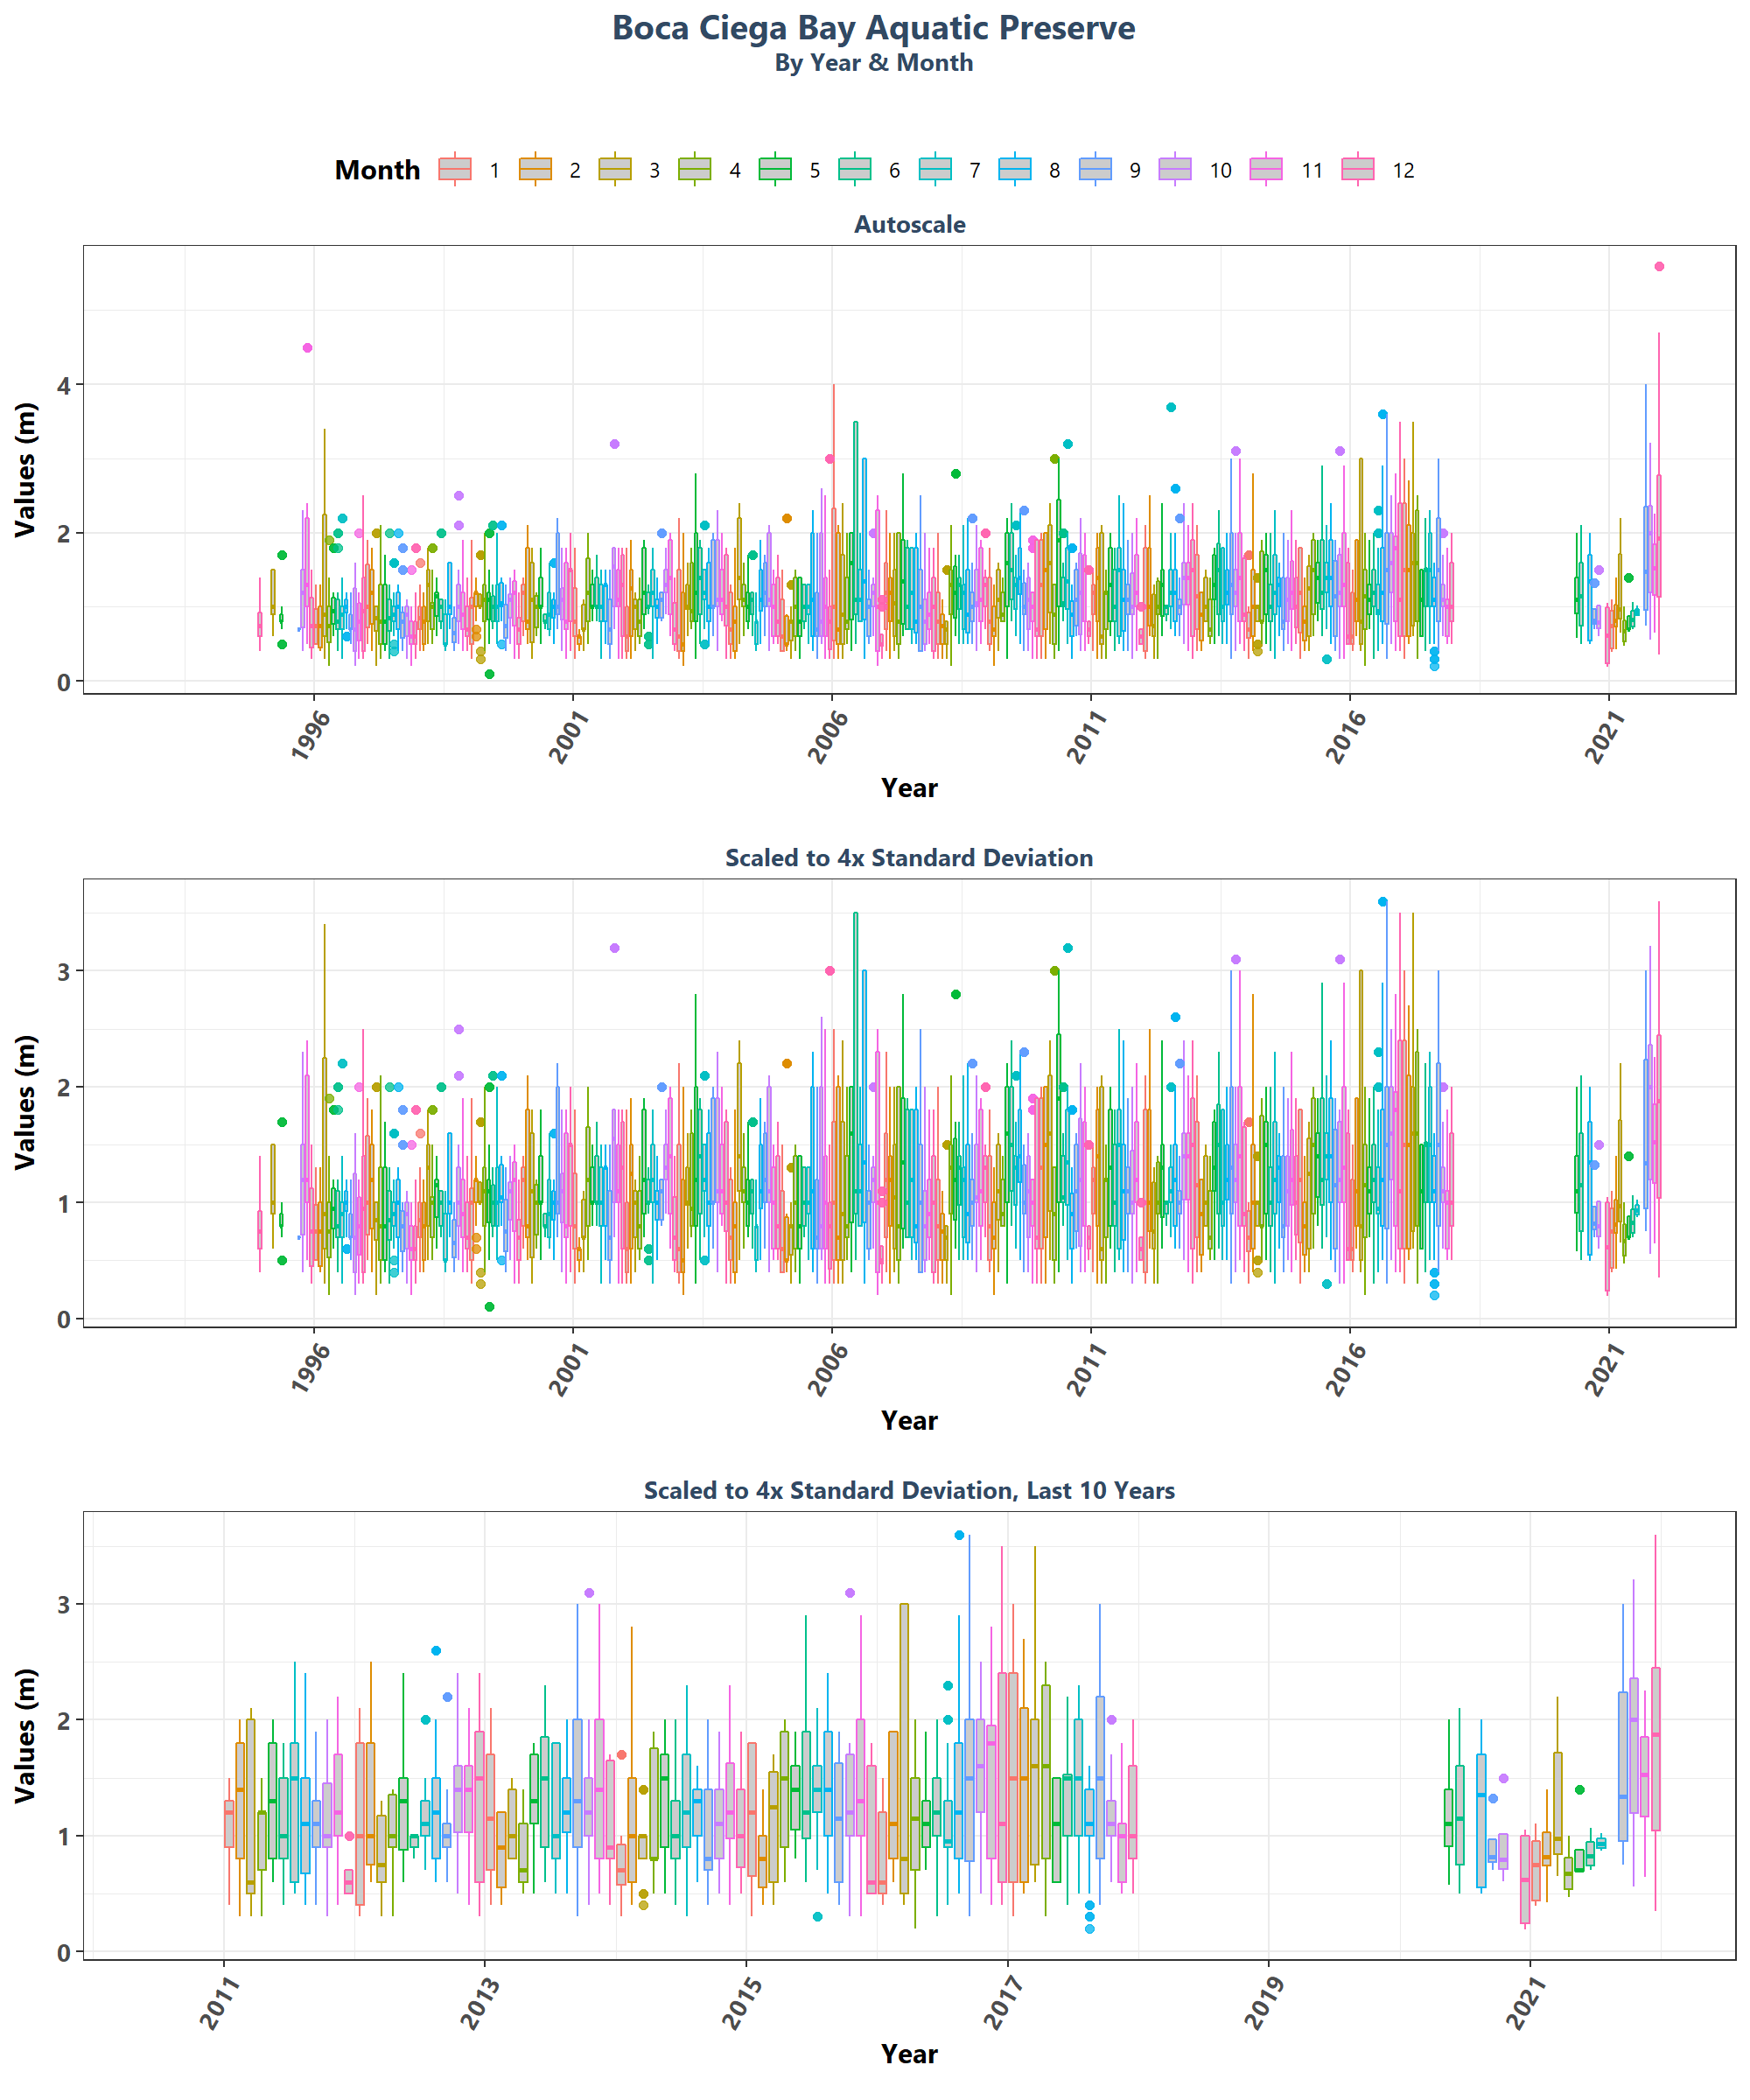 Boca Ciega Bay Aquatic Preserve
By Year & Month
Month 1 2 3 4 5 6 7 8 9 10 11 12
Autoscale
Values (m)
4
2
0
1996 2001 2006 2011 2016 2021
Year
Scaled to 4x Standard Deviation
Values (m)
3
2
1
0
1996 2001 2006 2011 2016 2021
Year
Scaled to 4x Standard Deviation, Last 10 Years
Values (m)
3
2
1
0
2011 2013 2015 2017 2019 2021
Year